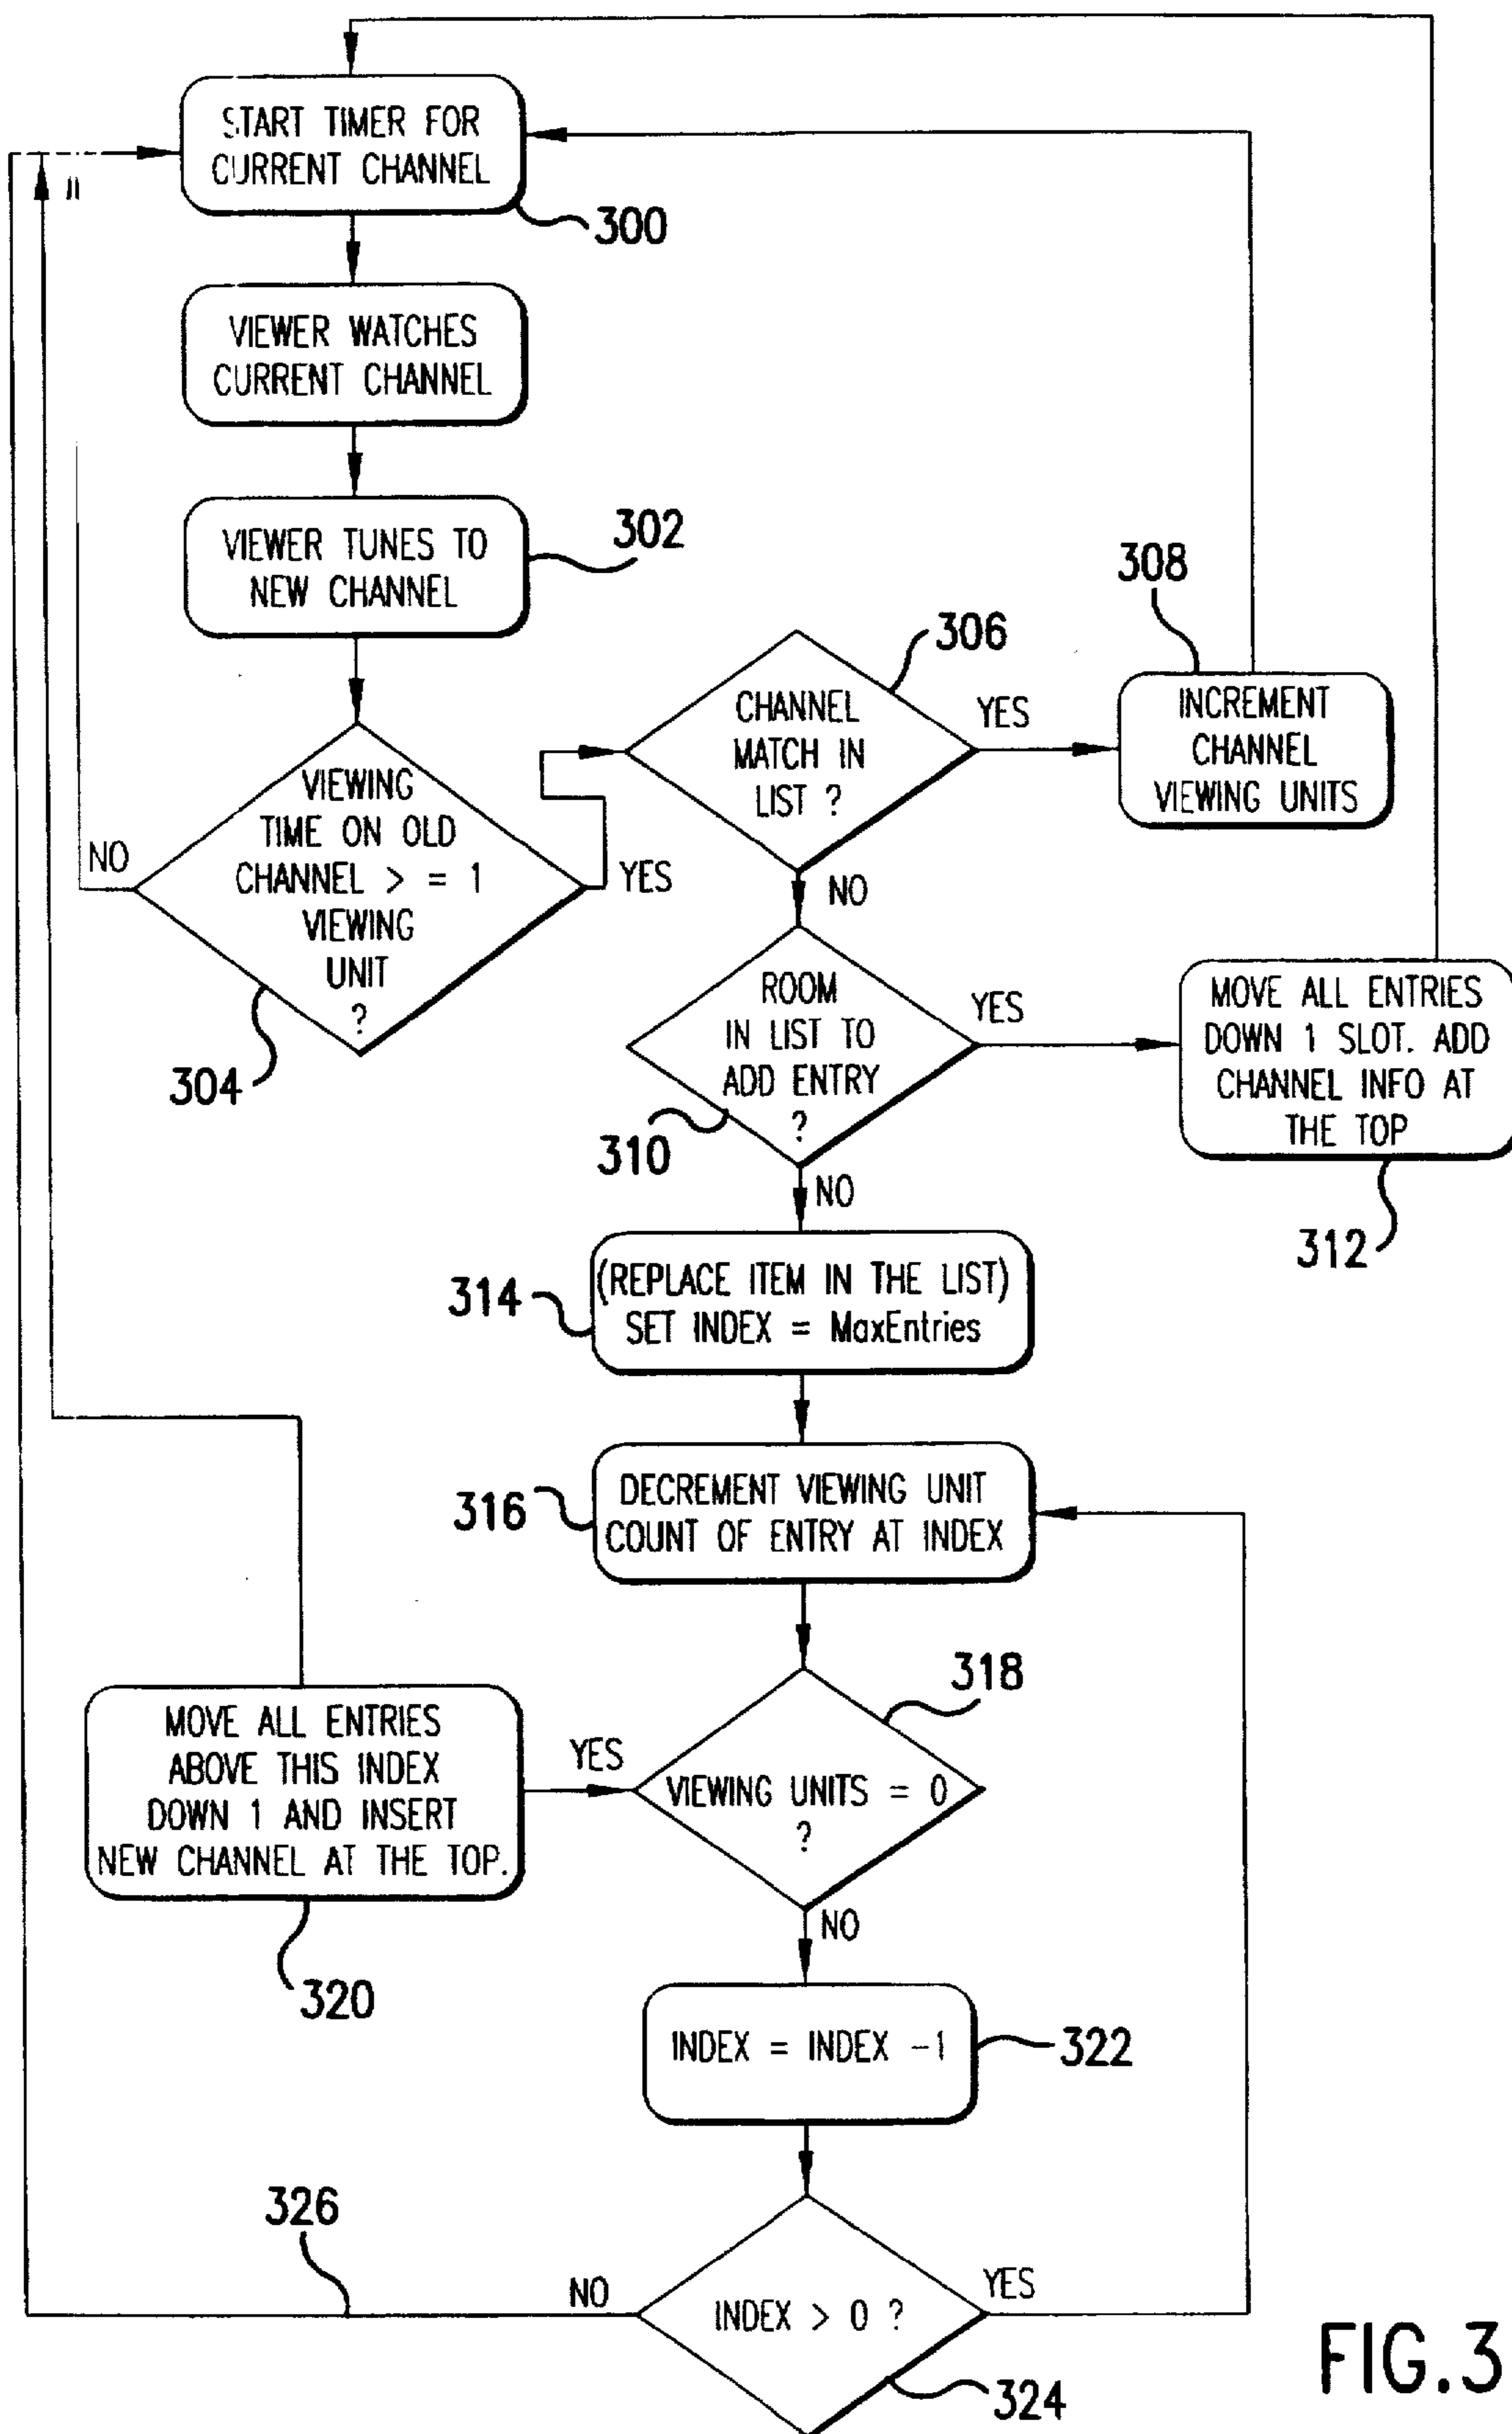 START TIMER FOR
CURRENT CHANNEL
300
VIEWER WATCHES
CURRENT CHANNEL
VIEWER TUNES TO
NEW CHANNEL
302
VIEWING
TIME ON OLD
CHANNEL > = 1
VIEWING
UNIT
?
NO
YES
304
CHANNEL
MATCH IN
LIST ?
306
YES
NO
308
INCREMENT
CHANNEL
VIEWING UNITS
ROOM
IN LIST TO
ADD ENTRY
?
310
YES
NO
MOVE ALL ENTRIES
DOWN 1 SLOT. ADD
CHANNEL INFO AT
THE TOP
312
314
(REPLACE ITEM IN THE LIST)
SET INDEX = MaxEntries
316
DECREMENT VIEWING UNIT
COUNT OF ENTRY AT INDEX
318
VIEWING UNITS = 0
?
YES
NO
MOVE ALL ENTRIES
ABOVE THIS INDEX
DOWN 1 AND INSERT
NEW CHANNEL AT THE TOP.
320
INDEX = INDEX -1
322
326
NO
INDEX > 0 ?
YES
324
FIG.3